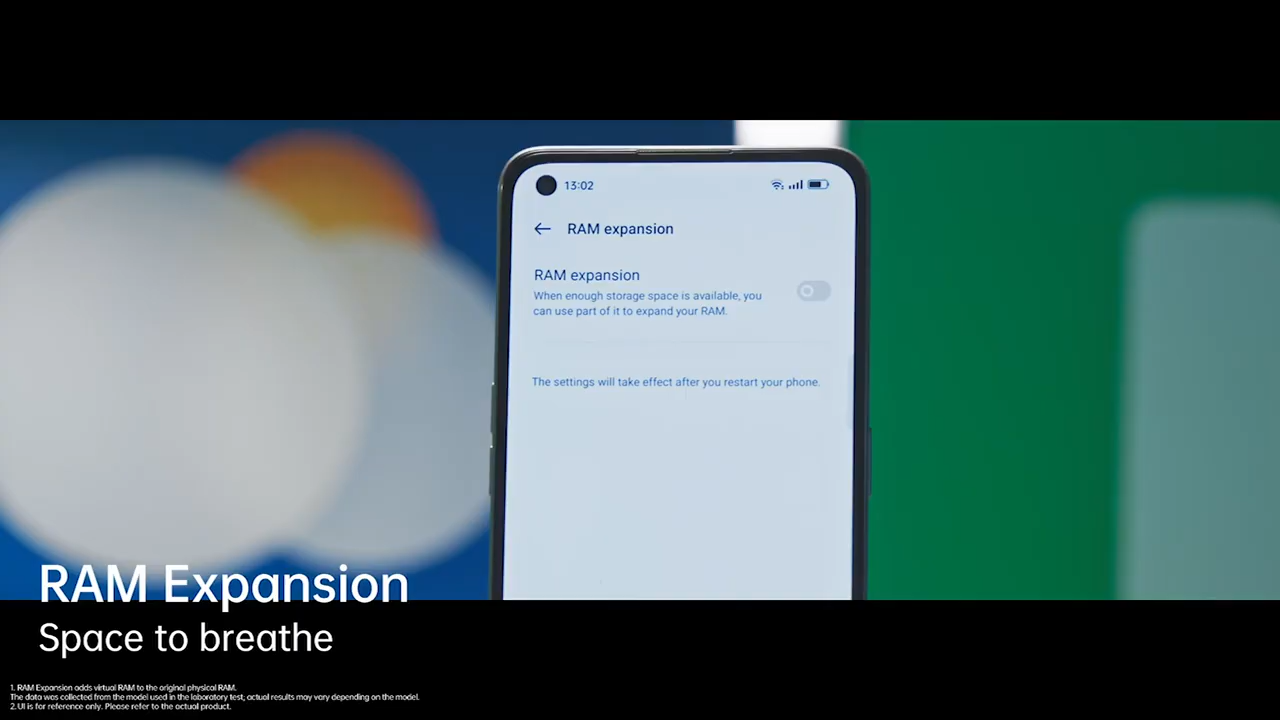 13:02
RAM expansion
RAM expansion
When enough storage space is available, you
can use part of it to expand your RAM.
The settings will take effect after you restart your phone.
RAM Expansion
Space to breathe
1. RAM Expansion adds virtual RAM to the original physical RAM.
The data was collected from the model used in the laboratory test, actual results may vary depending on the model.
2. UI is for reference only. Please refer to the actual product.